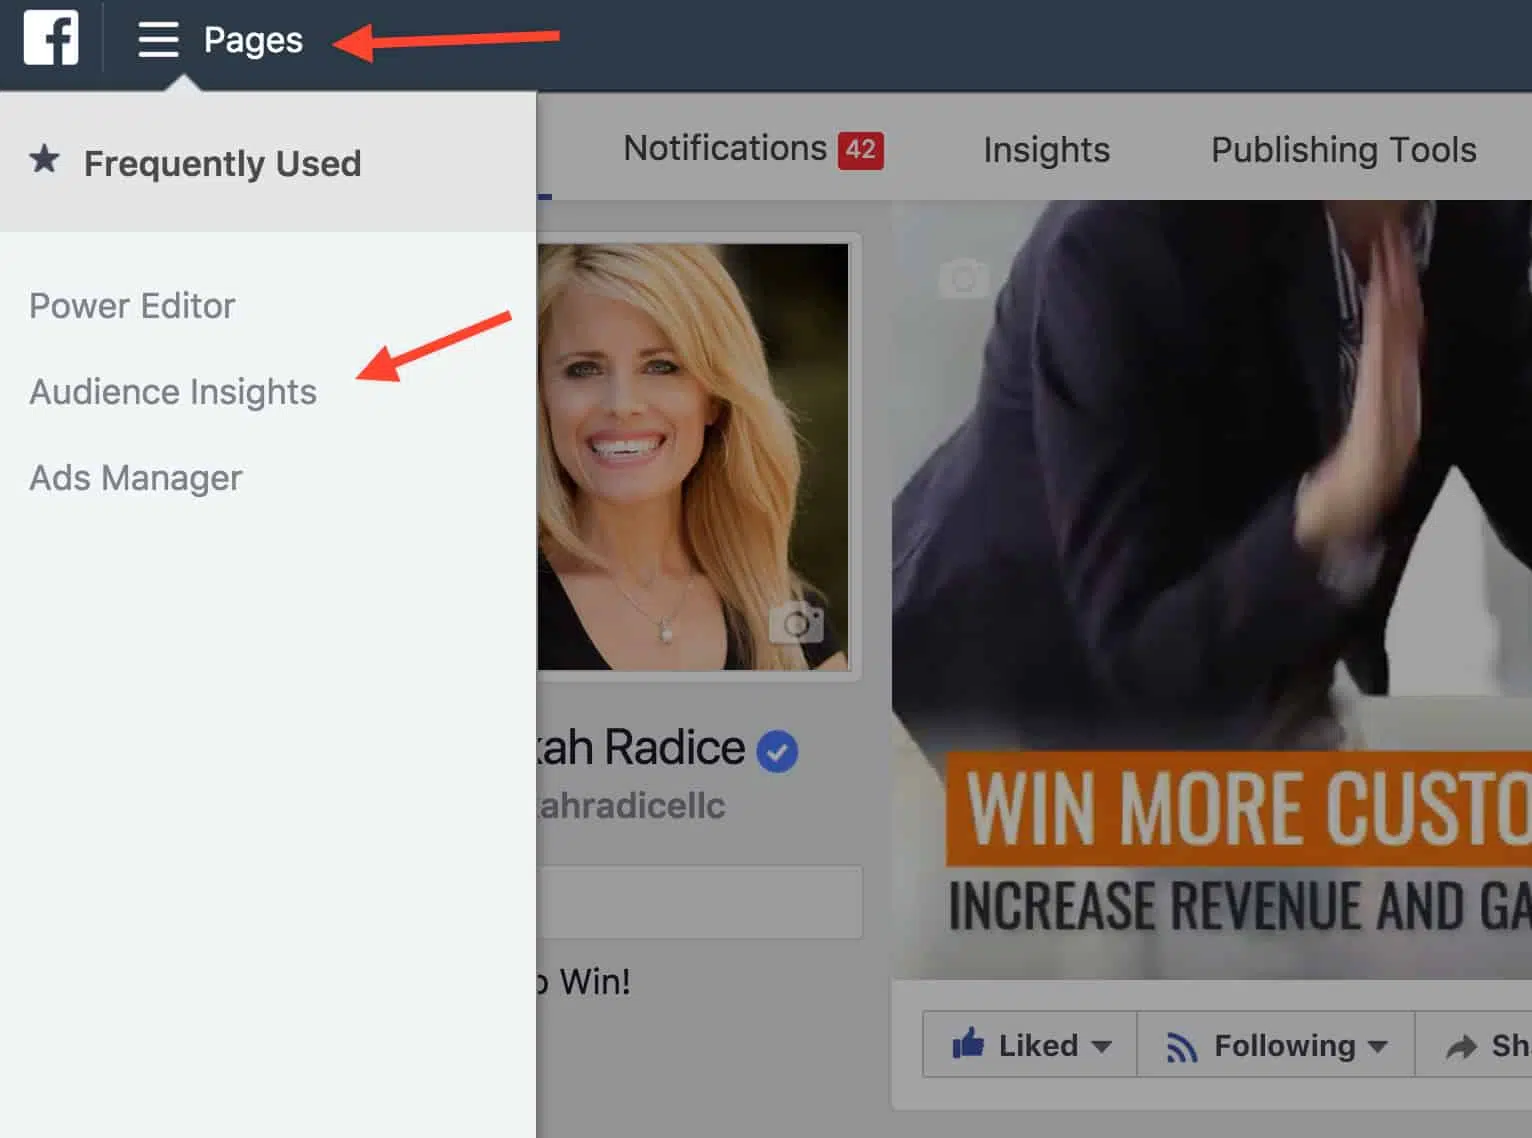 Pages
Frequently Used
Notifications 42
Insights
Publishing Tools
Power Editor
Audience Insights
Ads Manager
kah Radice
ahradicellc
o Win!
WIN MORE CUSTO
INCREASE REVENUE AND GA
Liked
Following
Sh